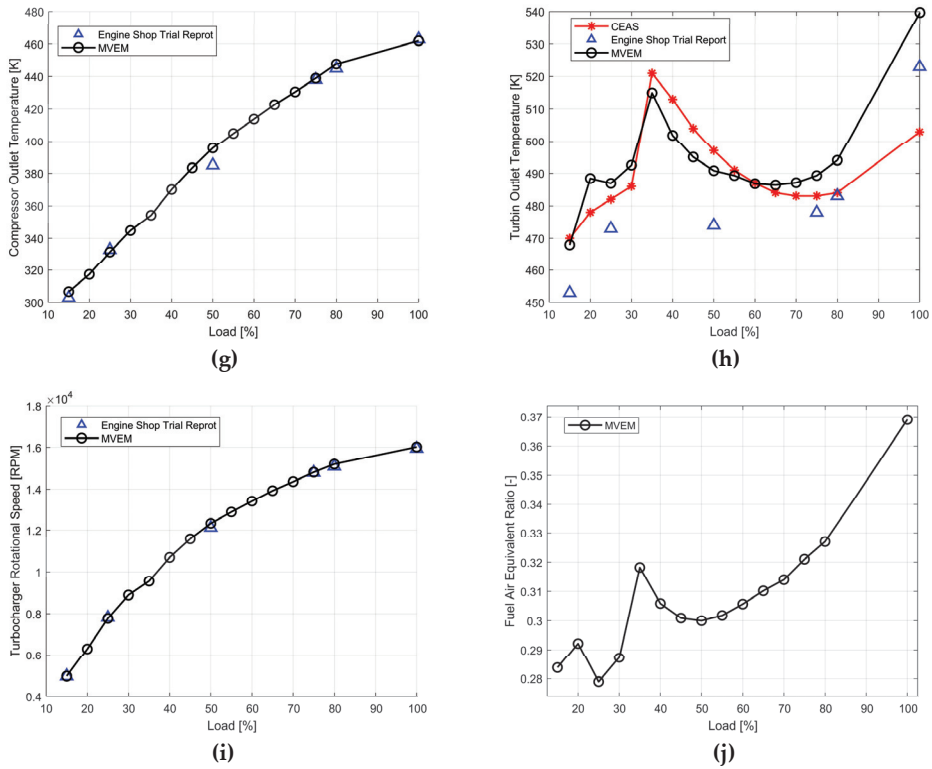 460
440
420
400
380
360
340
320
300
10 20 30 40 50 60 70 80 90 100
Compressor Outlet Temperature [K]
Load [%]
Engine Shop Trial Reprot
MVEM
(g)
540
530
520
510
500
490
480
470
460
450
10 20 30 40 50 60 70 80 90 100
Turbin Outlet Temperature [K]
Load [%]
CEAS
Engine Shop Trial Report
MVEM
(h)
×10⁴
1.8
1.6
1.4
1.2
1
0.8
0.6
0.4
10 20 30 40 50 60 70 80 90 100
Turbocharger Rotational Speed [RPM]
Load [%]
Engine Shop Trial Reprot
MVEM
(i)
0.37
0.36
0.35
0.34
0.33
0.32
0.31
0.3
0.29
0.28
20 30 40 50 60 70 80 90 100
Fuel Air Equivalent Ratio [-]
Load [%]
MVEM
(j)